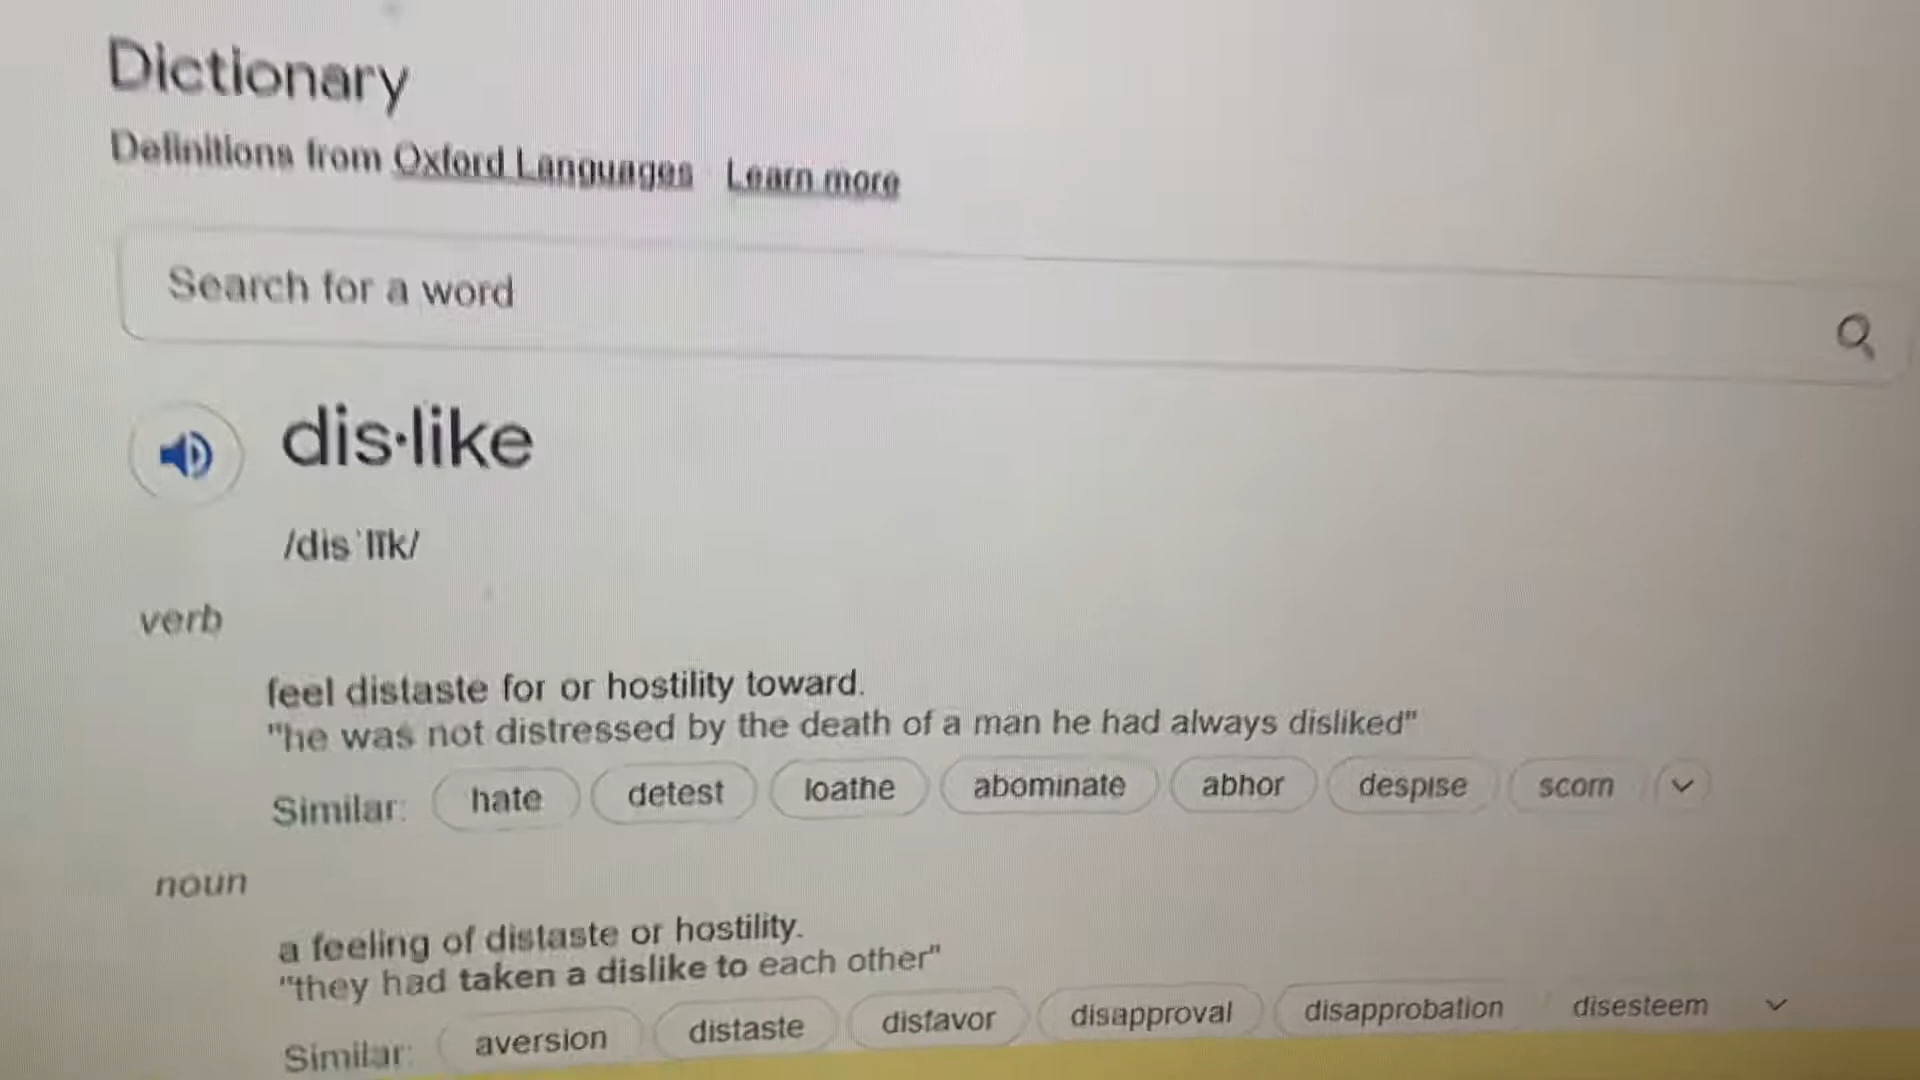 Dictionary
Definitions from Oxford Languages Learn more
Search for a word
dis·like
/disˈlīk/
verb
feel distaste for or hostility toward.
"he was not distressed by the death of a man he had always disliked"
Similar: hate detest loathe abominate abhor despise scorn
noun
a feeling of distaste or hostility.
"they had taken a dislike to each other"
Similar: aversion distaste disfavor disapproval disapprobation disesteem